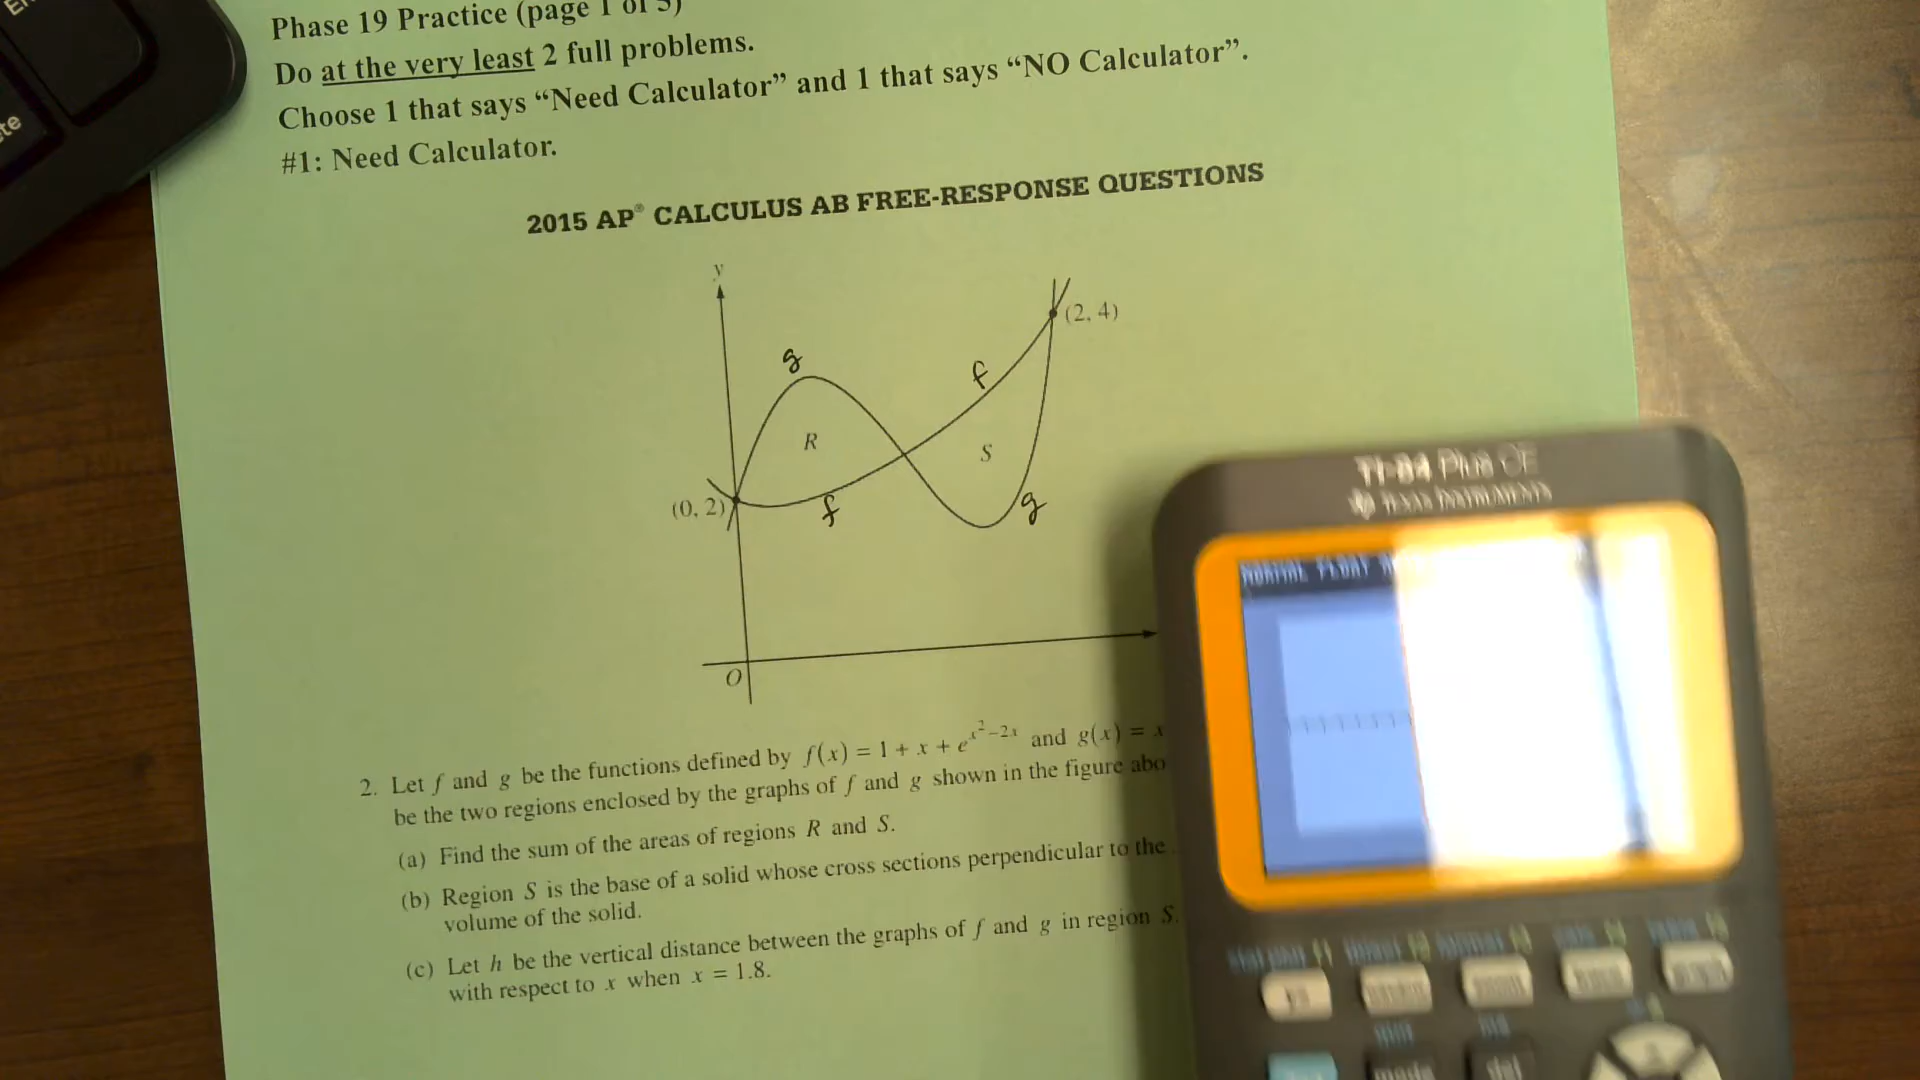 Phase 19 Practice (page 1 of 5)
Do at the very least 2 full problems.
Choose 1 that says “Need Calculator” and 1 that says “NO Calculator”.
#1: Need Calculator.
2015 AP® CALCULUS AB FREE-RESPONSE QUESTIONS
y
(2, 4)
g
f
R
S
(0, 2)
f
g
O
2. Let f and g be the functions defined by f(x) = 1 + x + e^{x^2 − 2x} and g(x) = x
be the two regions enclosed by the graphs of f and g shown in the figure abo
(a) Find the sum of the areas of regions R and S.
(b) Region S is the base of a solid whose cross sections perpendicular to the
volume of the solid.
(c) Let h be the vertical distance between the graphs of f and g in region S.
with respect to x when x = 1.8.
TI-84 Plus CE
TEXAS INSTRUMENTS
NORMAL FLOAT
mode
del